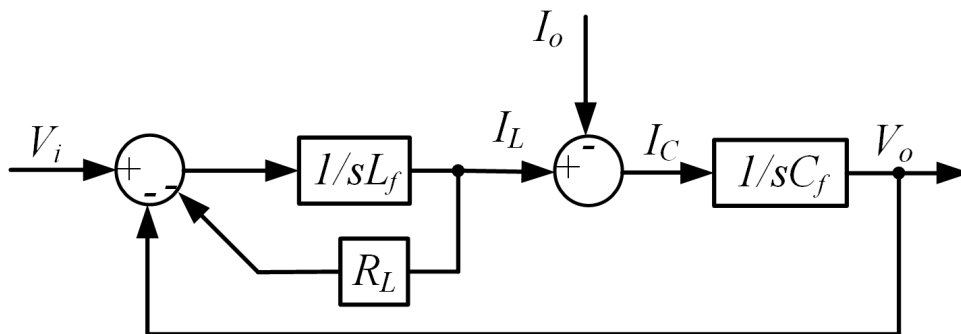 I_o
V_i
+
-
-
1/sL_f
I_L
+
-
I_C
1/sC_f
V_o
R_L